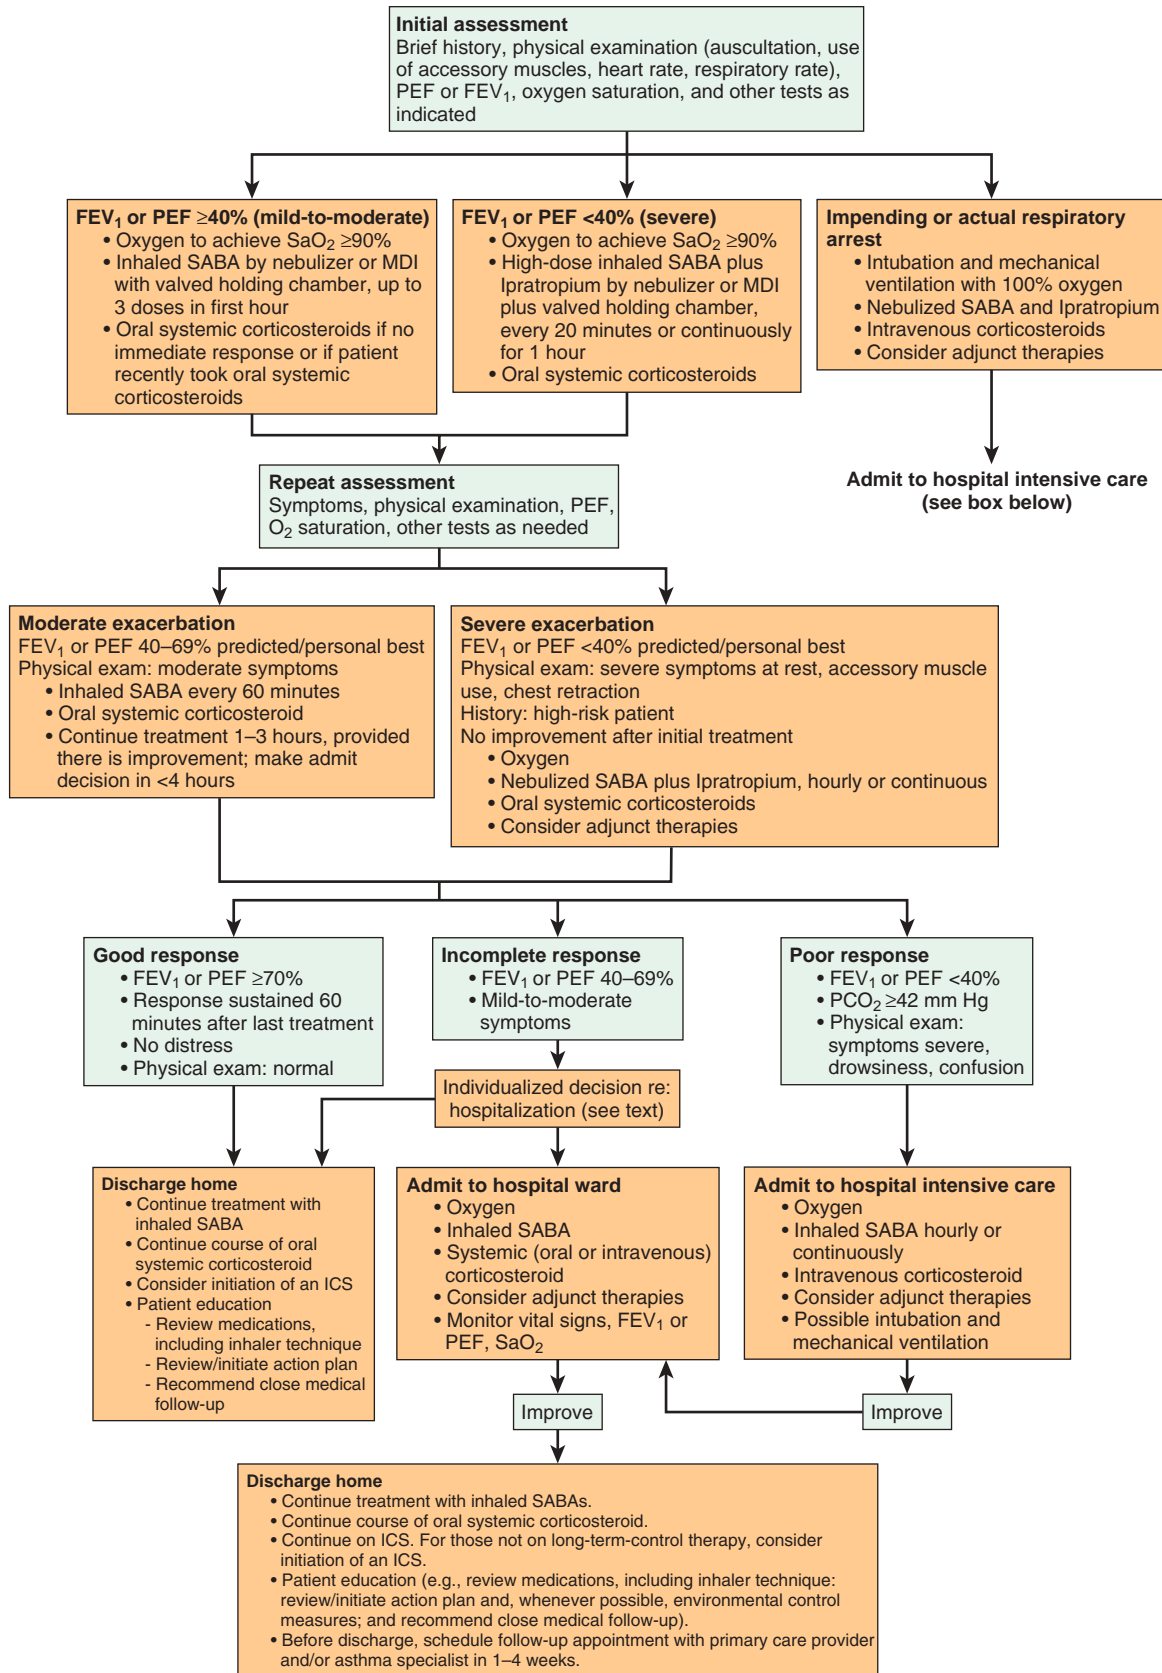 Initial assessment
Brief history, physical examination (auscultation, use
of accessory muscles, heart rate, respiratory rate),
PEF or FEV1, oxygen saturation, and other tests as
indicated
FEV1 or PEF ≥40% (mild-to-moderate)
• Oxygen to achieve SaO2 ≥90%
• Inhaled SABA by nebulizer or MDI
with valved holding chamber, up to
3 doses in first hour
• Oral systemic corticosteroids if no
immediate response or if patient
recently took oral systemic
corticosteroids
FEV1 or PEF <40% (severe)
• Oxygen to achieve SaO2 ≥90%
• High-dose inhaled SABA plus
Ipratropium by nebulizer or MDI
plus valved holding chamber,
every 20 minutes or continuously
for 1 hour
• Oral systemic corticosteroids
Impending or actual respiratory
arrest
• Intubation and mechanical
ventilation with 100% oxygen
• Nebulized SABA and Ipratropium
• Intravenous corticosteroids
• Consider adjunct therapies
Admit to hospital intensive care
(see box below)
Repeat assessment
Symptoms, physical examination, PEF,
O2 saturation, other tests as needed
Moderate exacerbation
FEV1 or PEF 40–69% predicted/personal best
Physical exam: moderate symptoms
• Inhaled SABA every 60 minutes
• Oral systemic corticosteroid
• Continue treatment 1–3 hours, provided
there is improvement; make admit
decision in <4 hours
Severe exacerbation
FEV1 or PEF <40% predicted/personal best
Physical exam: severe symptoms at rest, accessory muscle
use, chest retraction
History: high-risk patient
No improvement after initial treatment
• Oxygen
• Nebulized SABA plus Ipratropium, hourly or continuous
• Oral systemic corticosteroids
• Consider adjunct therapies
Good response
• FEV1 or PEF ≥70%
• Response sustained 60
minutes after last treatment
• No distress
• Physical exam: normal
Incomplete response
• FEV1 or PEF 40–69%
• Mild-to-moderate
symptoms
Poor response
• FEV1 or PEF <40%
• PCO2 ≥42 mm Hg
• Physical exam:
symptoms severe,
drowsiness, confusion
Individualized decision re:
hospitalization (see text)
Discharge home
• Continue treatment with
inhaled SABA
• Continue course of oral
systemic corticosteroid
• Consider initiation of an ICS
• Patient education
- Review medications,
including inhaler technique
- Review/initiate action plan
- Recommend close medical
follow-up
Admit to hospital ward
• Oxygen
• Inhaled SABA
• Systemic (oral or intravenous)
corticosteroid
• Consider adjunct therapies
• Monitor vital signs, FEV1 or
PEF, SaO2
Admit to hospital intensive care
• Oxygen
• Inhaled SABA hourly or
continuously
• Intravenous corticosteroid
• Consider adjunct therapies
• Possible intubation and
mechanical ventilation
Improve
Improve
Discharge home
• Continue treatment with inhaled SABAs.
• Continue course of oral systemic corticosteroid.
• Continue on ICS. For those not on long-term-control therapy, consider
initiation of an ICS.
• Patient education (e.g., review medications, including inhaler technique:
review/initiate action plan and, whenever possible, environmental control
measures; and recommend close medical follow-up).
• Before discharge, schedule follow-up appointment with primary care provider
and/or asthma specialist in 1–4 weeks.